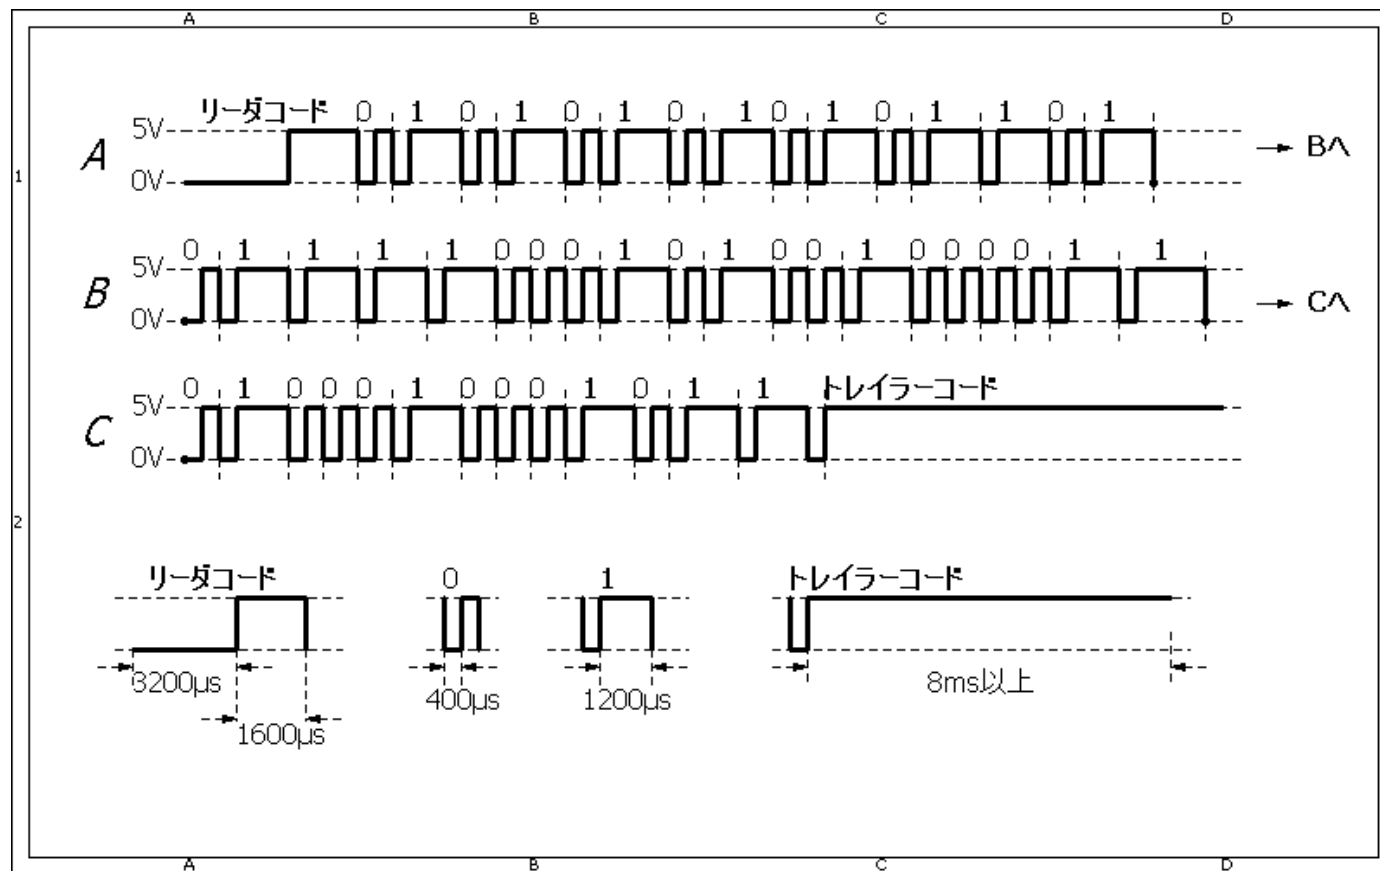 A B C D
リーダコード 0 1 0 1 0 1 0 1 0 1 0 1 1 0 1
5V
A
0V
Bへ
1
0 1 1 1 1 0 0 0 1 0 1 0 0 1 0 0 0 0 1 1
5V
B
0V
Cへ
0 1 0 0 0 1 0 0 0 1 0 1 1 トレイラーコード
5V
C
0V
2
リーダコード 0 1 トレイラーコード
3200μs 400μs 1200μs 8ms以上
1600μs
A B C D